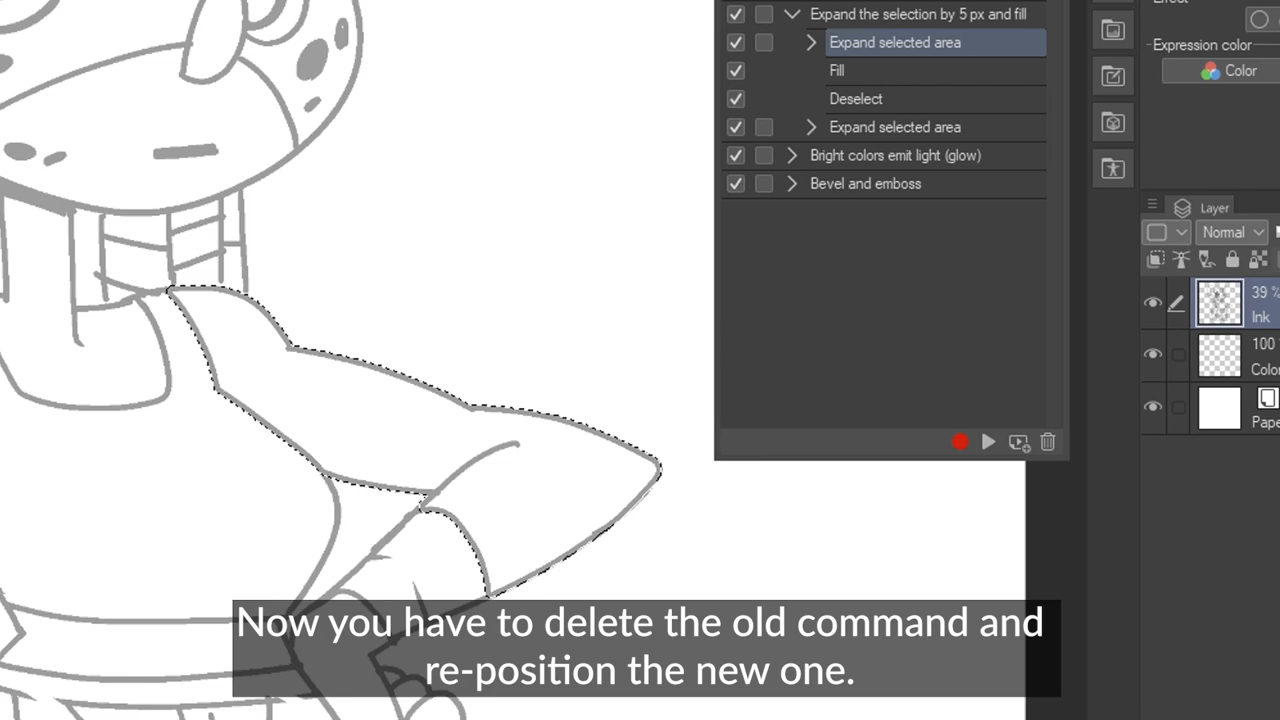 Expand the selection by 5 px and fill
Expand selected area
Fill
Deselect
Expand selected area
Bright colors emit light (glow)
Bevel and emboss
Expression color
Color
Layer
Normal
39 %
Ink
100
Now you have to delete the old command and
re-position the new one.